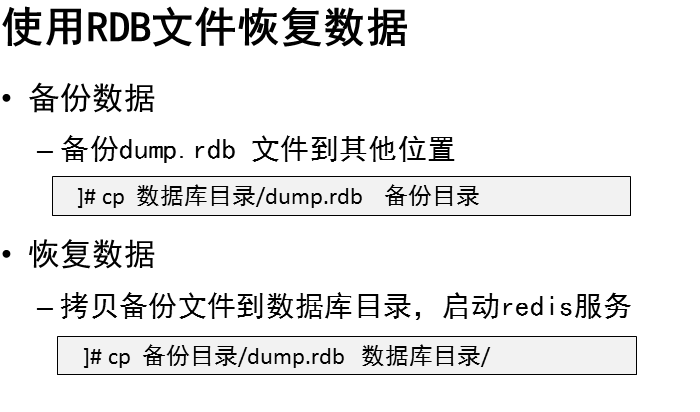 使用RDB文件恢复数据
• 备份数据
– 备份dump.rdb 文件到其他位置
]# cp 数据库目录/dump.rdb 备份目录
• 恢复数据
– 拷贝备份文件到数据库目录，启动redis服务
]# cp 备份目录/dump.rdb 数据库目录/